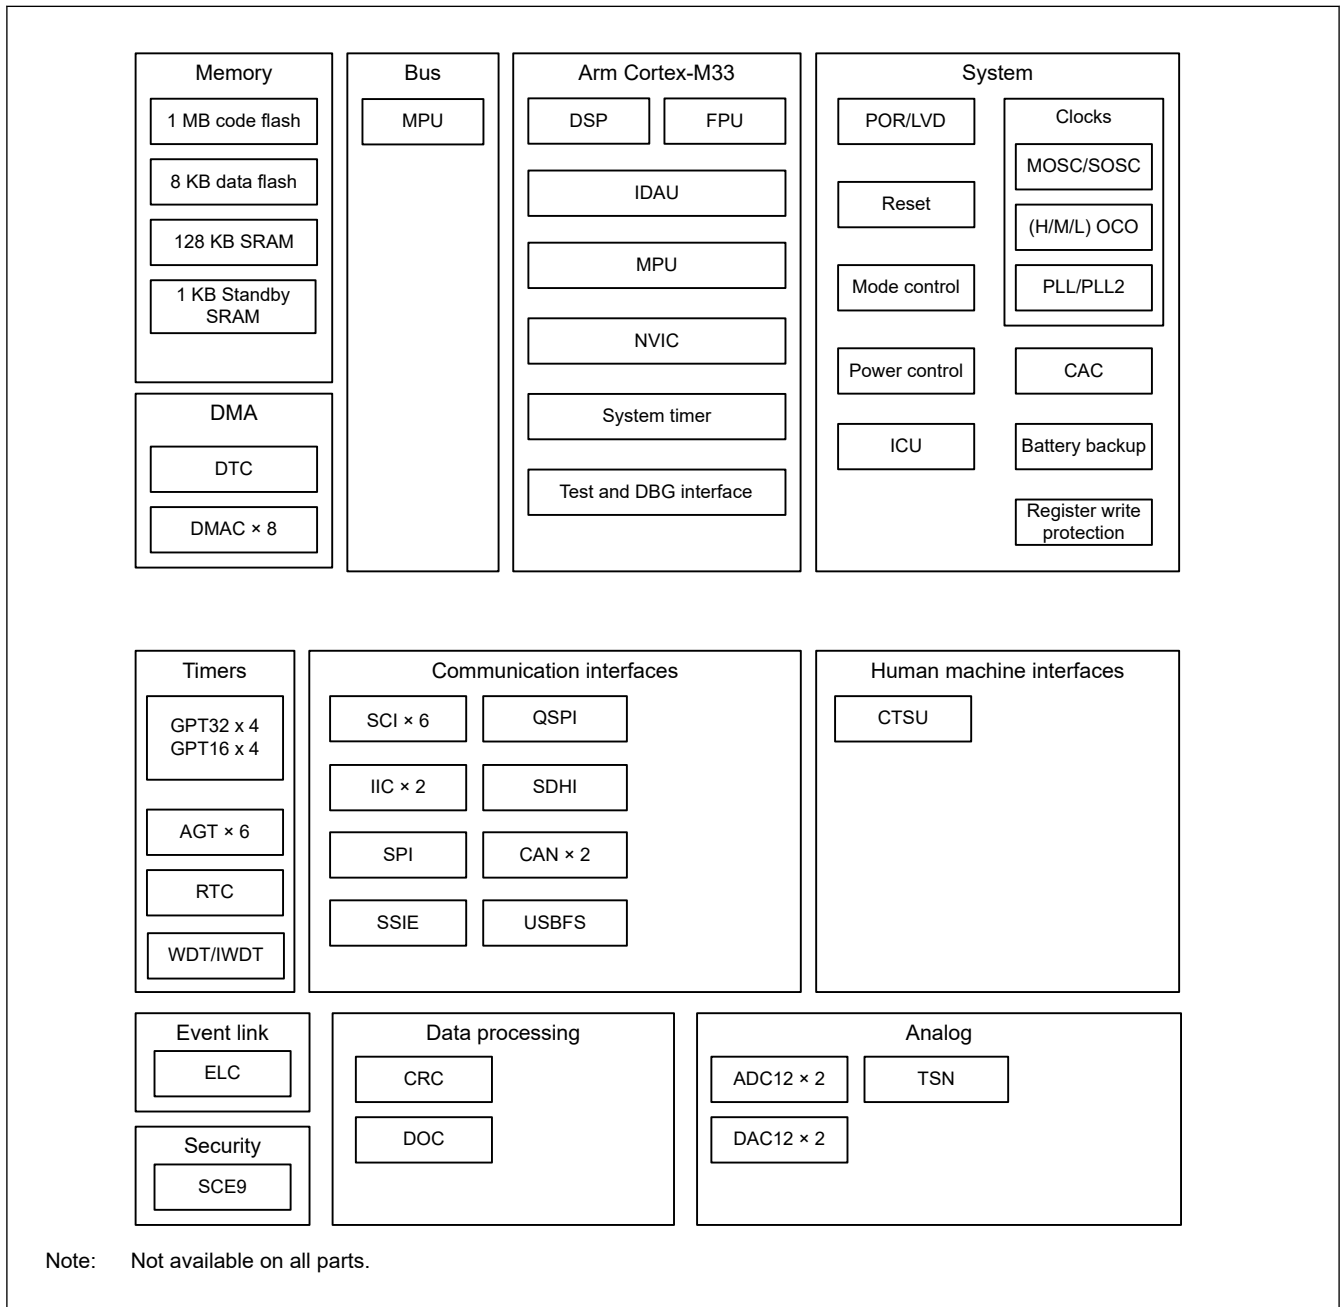 Memory
1 MB code flash
8 KB data flash
128 KB SRAM
1 KB Standby
SRAM
DMA
DTC
DMAC × 8
Bus
MPU
Arm Cortex-M33
DSP
FPU
IDAU
MPU
NVIC
System timer
Test and DBG interface
System
POR/LVD
Reset
Mode control
Power control
ICU
Clocks
MOSC/SOSC
(H/M/L) OCO
PLL/PLL2
CAC
Battery backup
Register write
protection
Timers
GPT32 x 4
GPT16 x 4
AGT × 6
RTC
WDT/IWDT
Communication interfaces
SCI × 6
QSPI
IIC × 2
SDHI
SPI
CAN × 2
SSIE
USBFS
Human machine interfaces
CTSU
Event link
ELC
Security
SCE9
Data processing
CRC
DOC
Analog
ADC12 × 2
TSN
DAC12 × 2
Note: Not available on all parts.